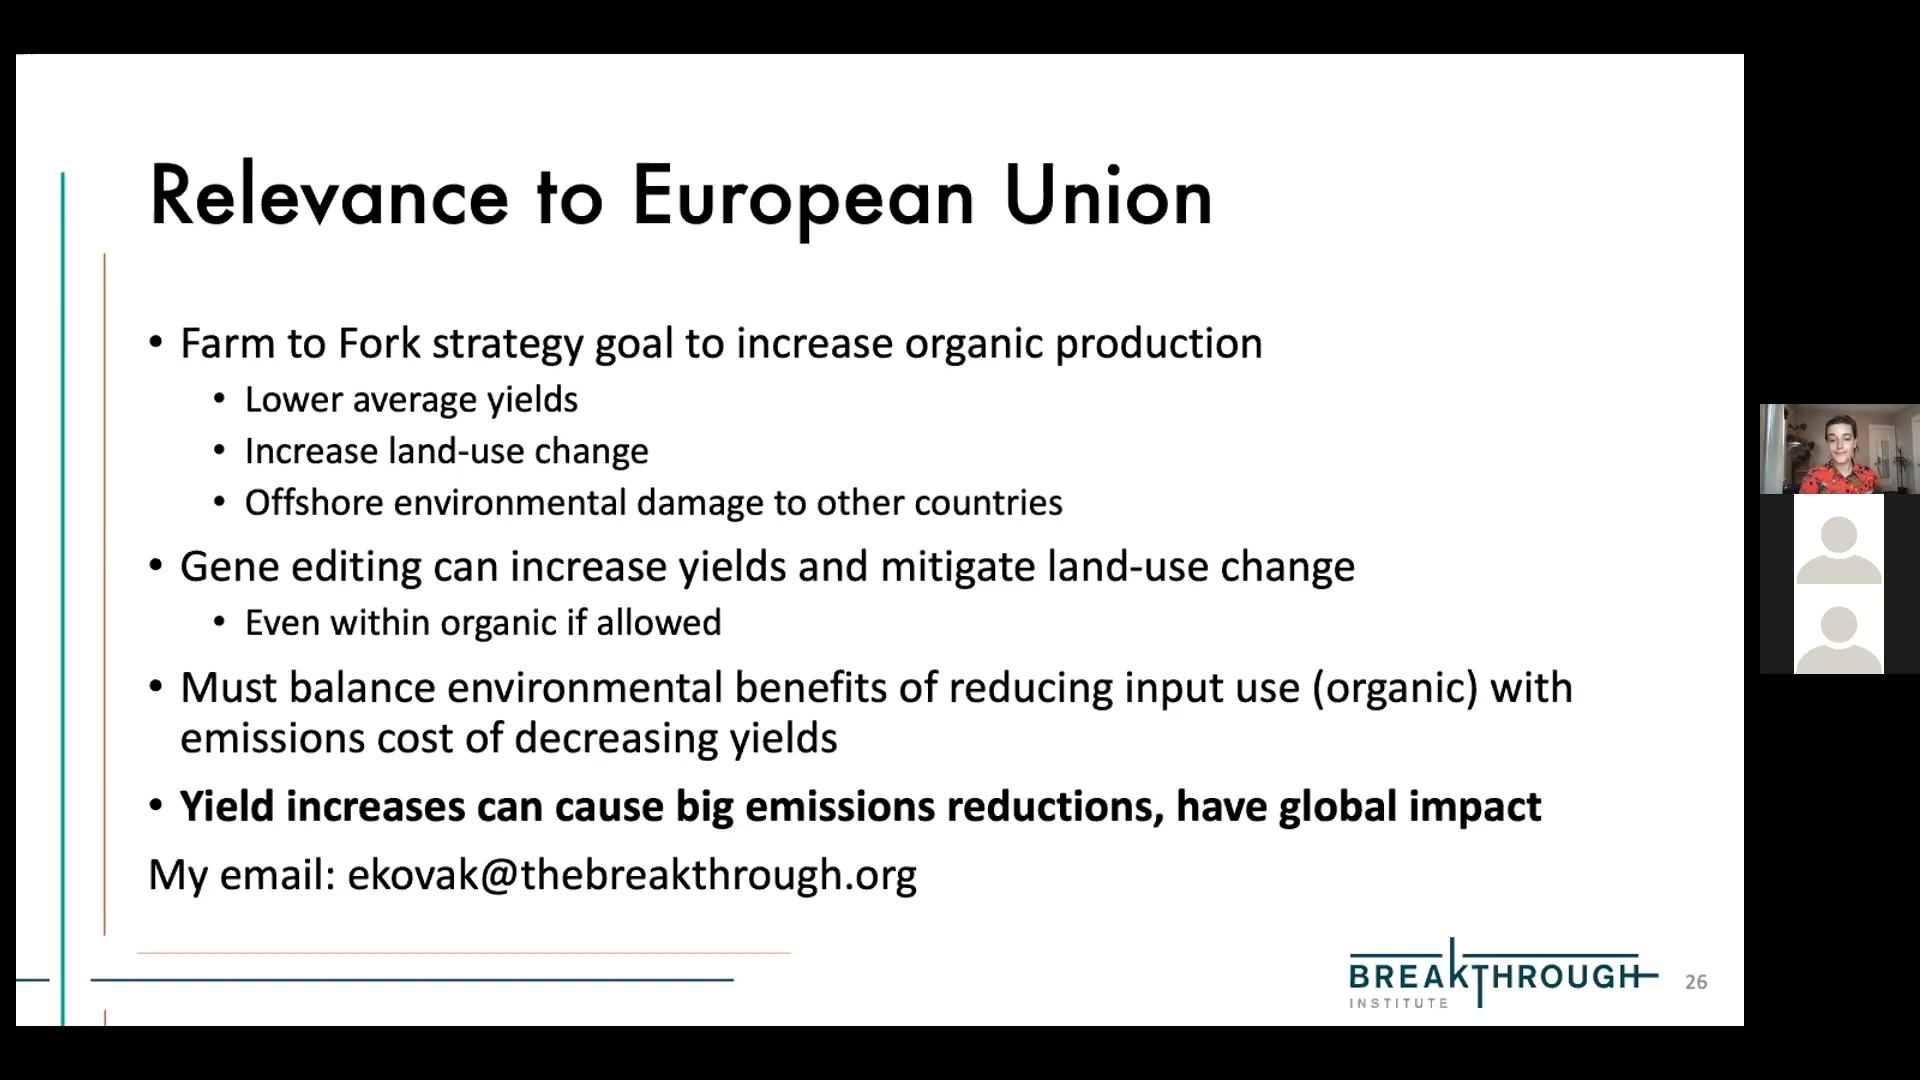 Relevance to European Union
• Farm to Fork strategy goal to increase organic production
• Lower average yields
• Increase land-use change
• Offshore environmental damage to other countries
• Gene editing can increase yields and mitigate land-use change
• Even within organic if allowed
• Must balance environmental benefits of reducing input use (organic) with
emissions cost of decreasing yields
• Yield increases can cause big emissions reductions, have global impact
My email: ekovak@thebreakthrough.org
BREAKTHROUGH
INSTITUTE
26